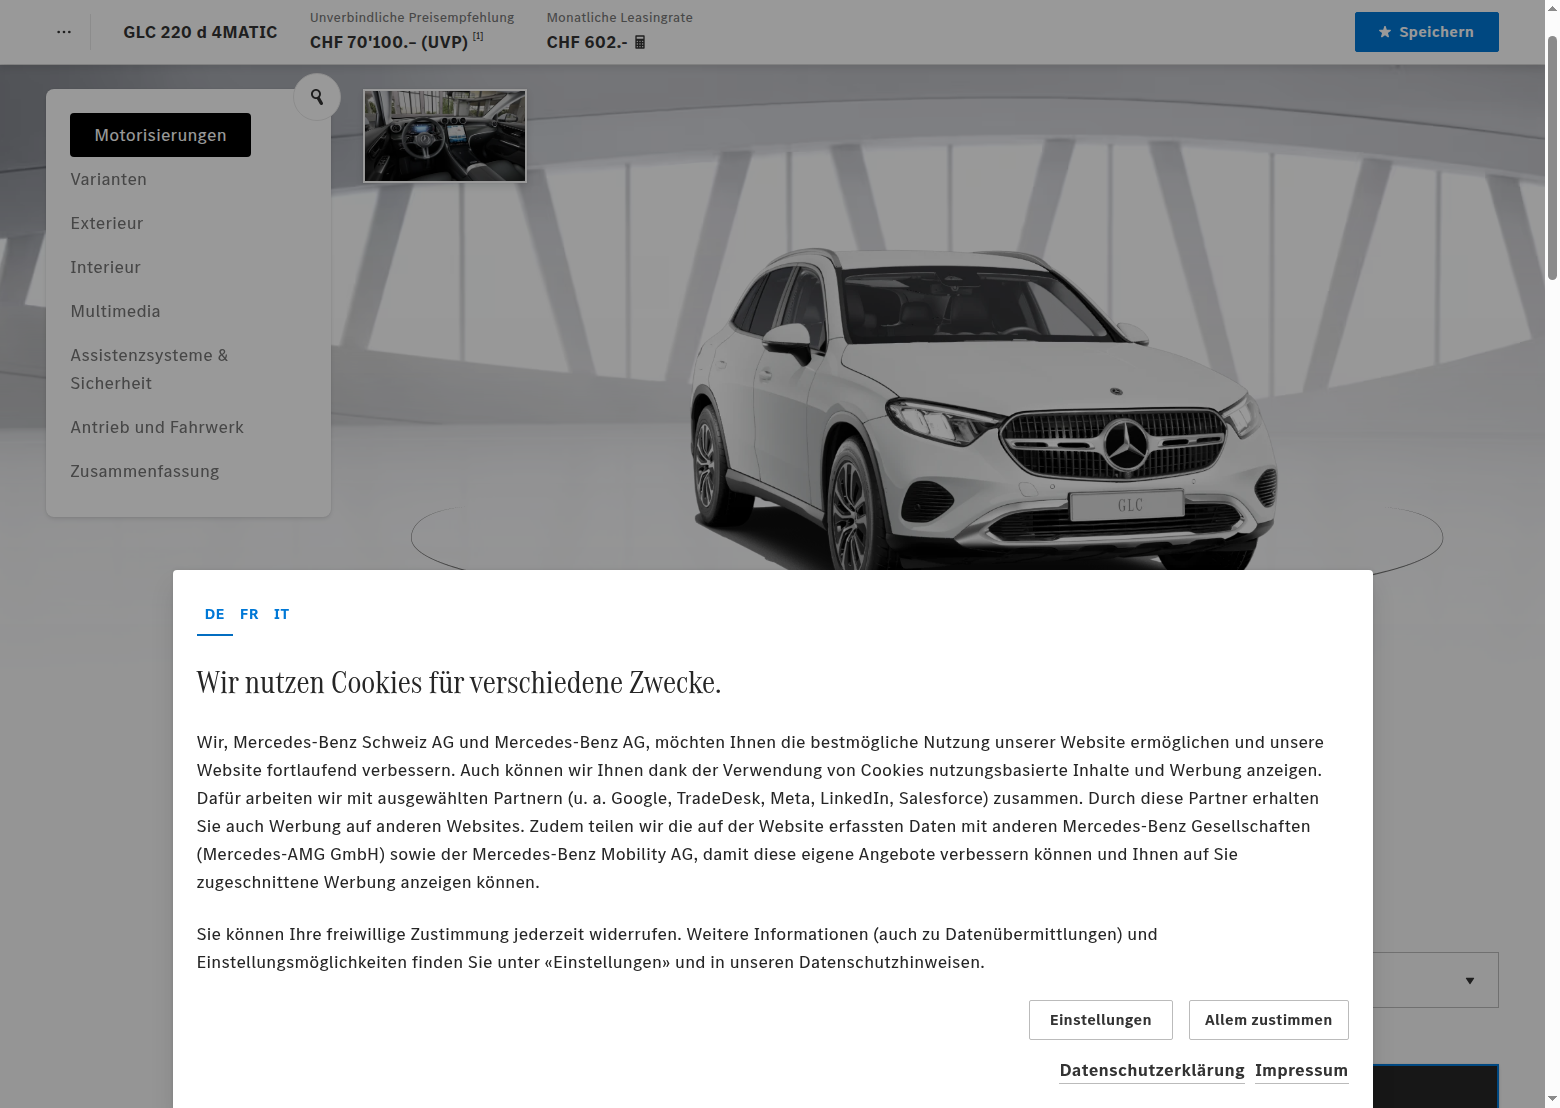 GLC 220 d 4MATIC
Unverbindliche Preisempfehlung
CHF 70'100.– (UVP) [1]
Monatliche Leasingrate
CHF 602.-
Speichern
Motorisierungen
Varianten
Exterieur
Interieur
Multimedia
Assistenzsysteme &
Sicherheit
Antrieb und Fahrwerk
Zusammenfassung
GLC
DE FR IT
Wir nutzen Cookies für verschiedene Zwecke.
Wir, Mercedes-Benz Schweiz AG und Mercedes-Benz AG, möchten Ihnen die bestmögliche Nutzung unserer Website ermöglichen und unsere
Website fortlaufend verbessern. Auch können wir Ihnen dank der Verwendung von Cookies nutzungsbasierte Inhalte und Werbung anzeigen.
Dafür arbeiten wir mit ausgewählten Partnern (u. a. Google, TradeDesk, Meta, LinkedIn, Salesforce) zusammen. Durch diese Partner erhalten
Sie auch Werbung auf anderen Websites. Zudem teilen wir die auf der Website erfassten Daten mit anderen Mercedes-Benz Gesellschaften
(Mercedes-AMG GmbH) sowie der Mercedes-Benz Mobility AG, damit diese eigene Angebote verbessern können und Ihnen auf Sie
zugeschnittene Werbung anzeigen können.
Sie können Ihre freiwillige Zustimmung jederzeit widerrufen. Weitere Informationen (auch zu Datenübermittlungen) und
Einstellungsmöglichkeiten finden Sie unter «Einstellungen» und in unseren Datenschutzhinweisen.
Einstellungen
Allem zustimmen
Datenschutzerklärung Impressum